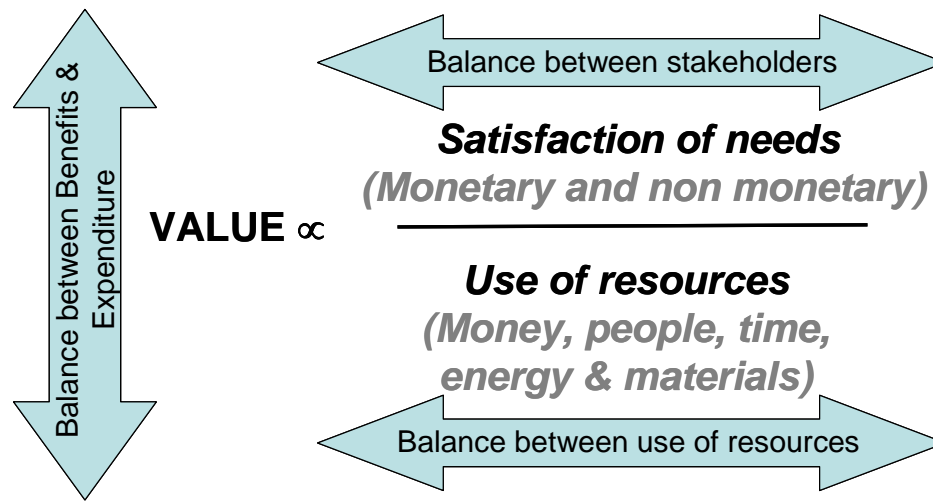 Balance between Benefits &
Expenditure
Balance between stakeholders
VALUE ∝
Satisfaction of needs
(Monetary and non monetary)
Use of resources
(Money, people, time,
energy & materials)
Balance between use of resources